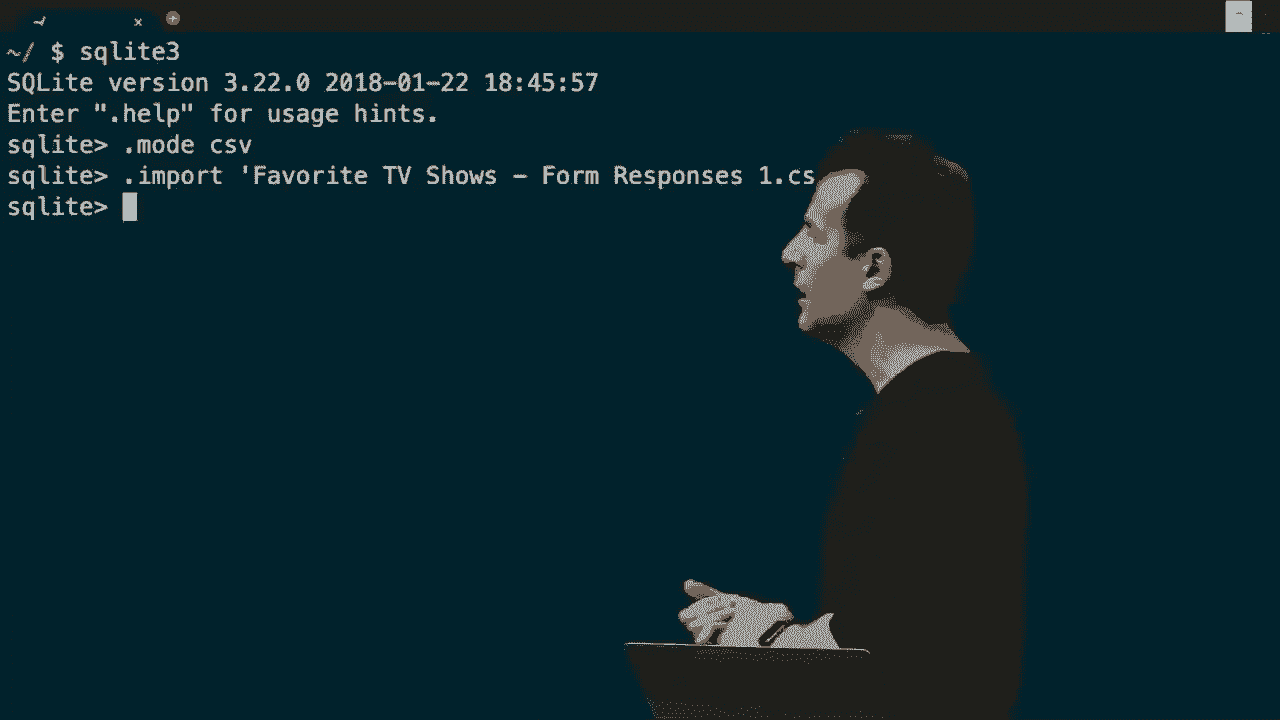 ~/ $ sqlite3
SQLite version 3.22.0 2018-01-22 18:45:57
Enter ".help" for usage hints.
sqlite> .mode csv
sqlite> .import 'Favorite TV Shows - Form Responses 1.cs
sqlite>